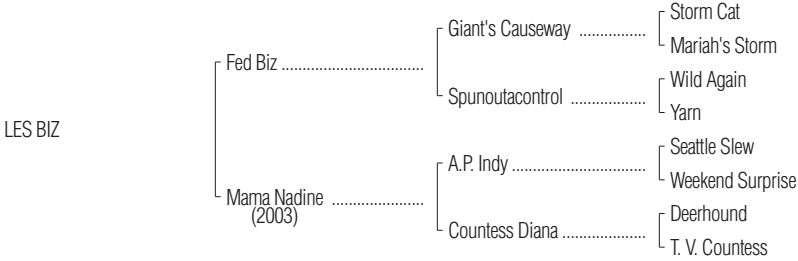 Storm Cat
Giant's Causeway ................
Mariah's Storm
Fed Biz ..................................
Wild Again
Spunoutacontrol ..................
Yarn
LES BIZ
Seattle Slew
A.P. Indy ................................
Weekend Surprise
Mama Nadine ......................
(2003)
Deerhound
Countess Diana ....................
T. V. Countess